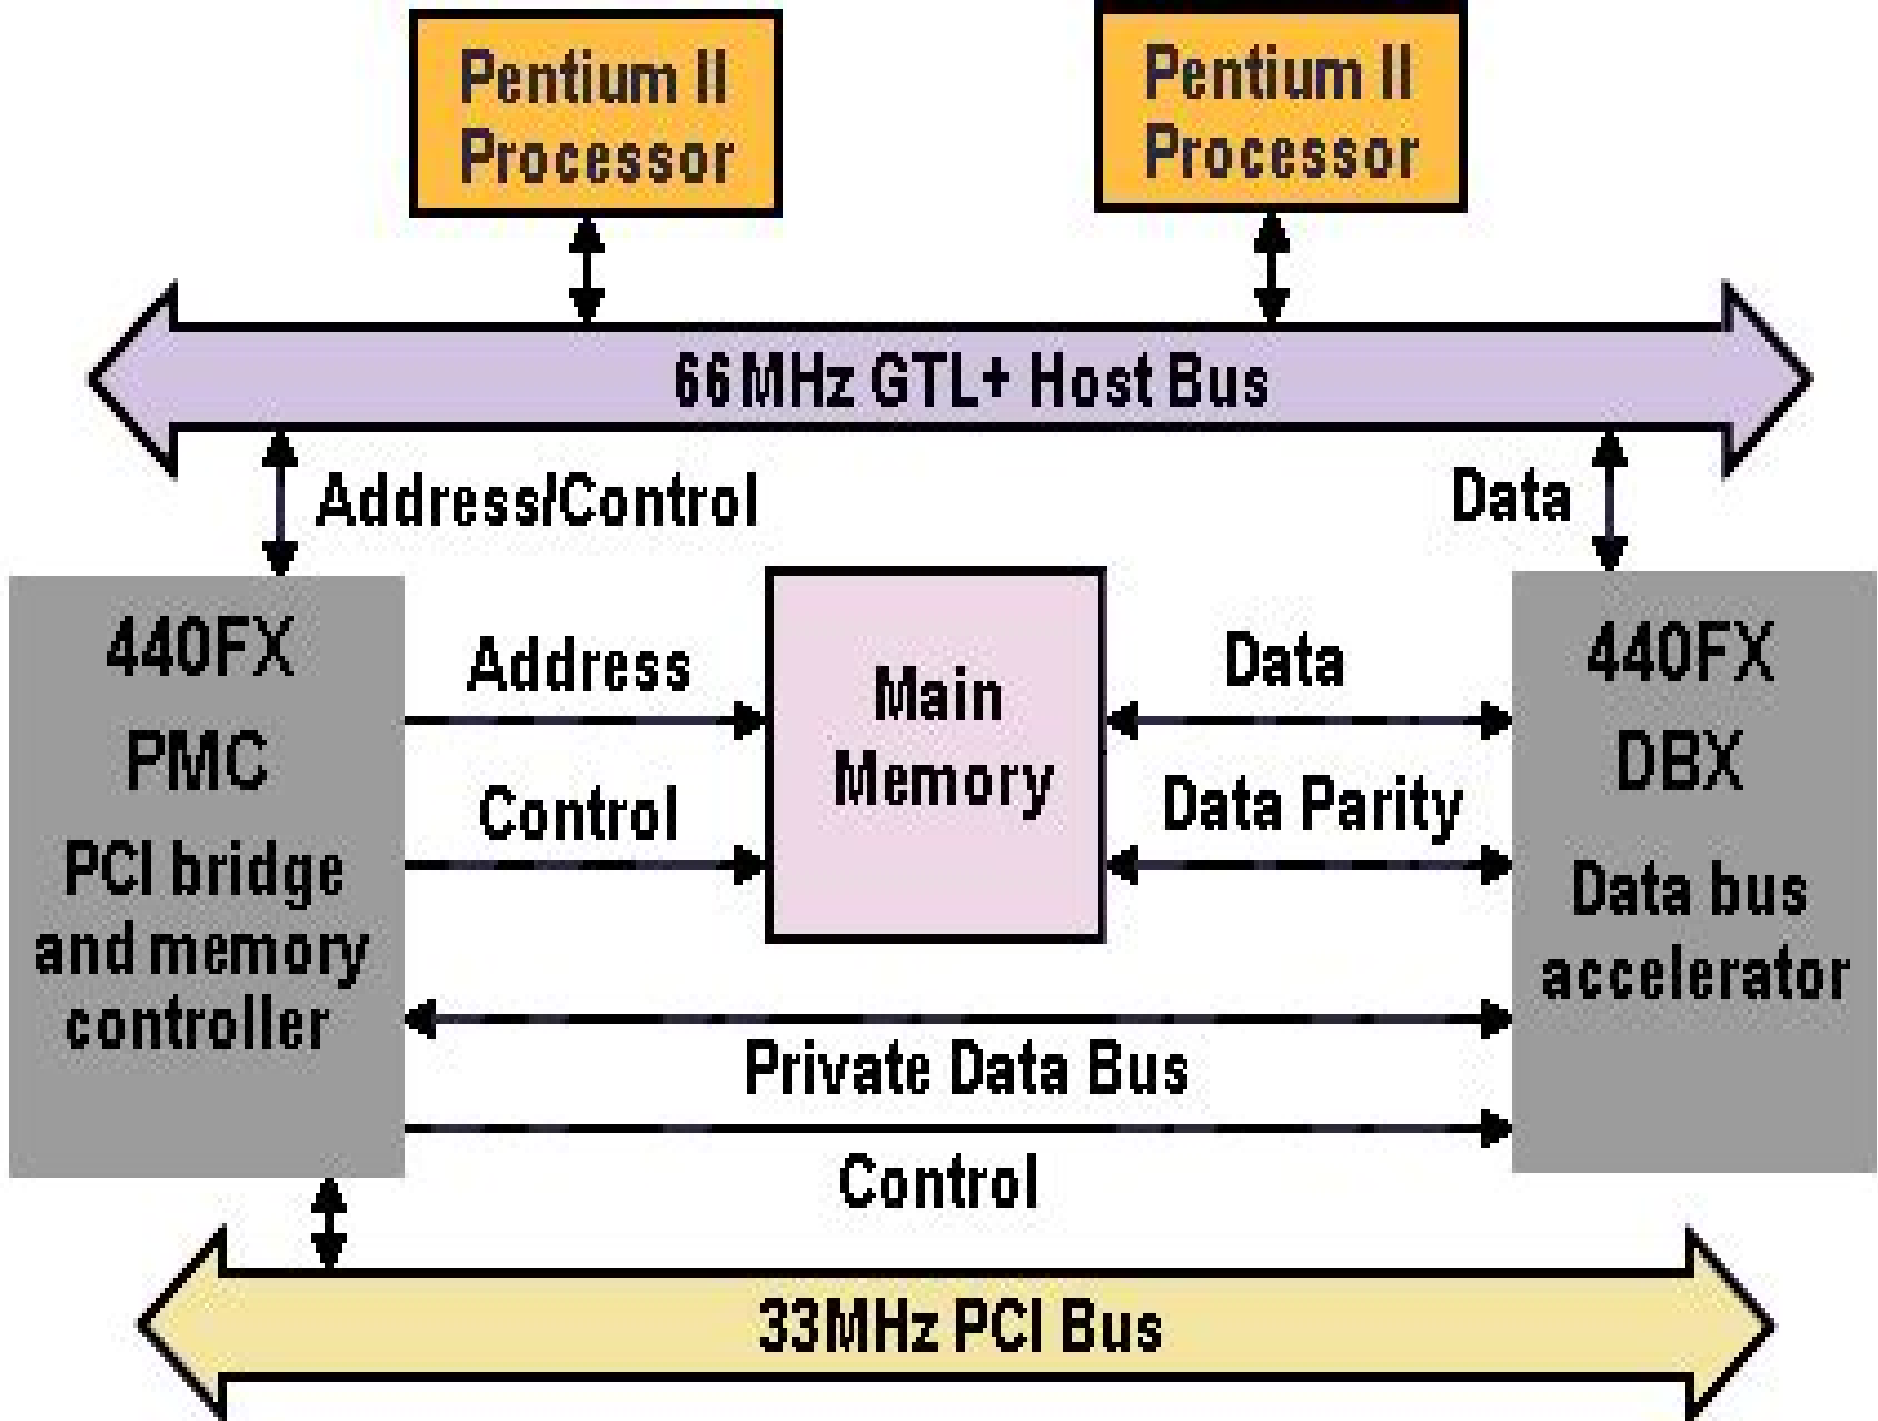 Pentium II
Processor
Pentium II
Processor
66MHz GTL+ Host Bus
Address/Control
Data
440FX
PMC
PCI bridge
and memory
controller
Address
Control
Main
Memory
Data
Data Parity
440FX
DBX
Data bus
accelerator
Private Data Bus
Control
33MHz PCI Bus